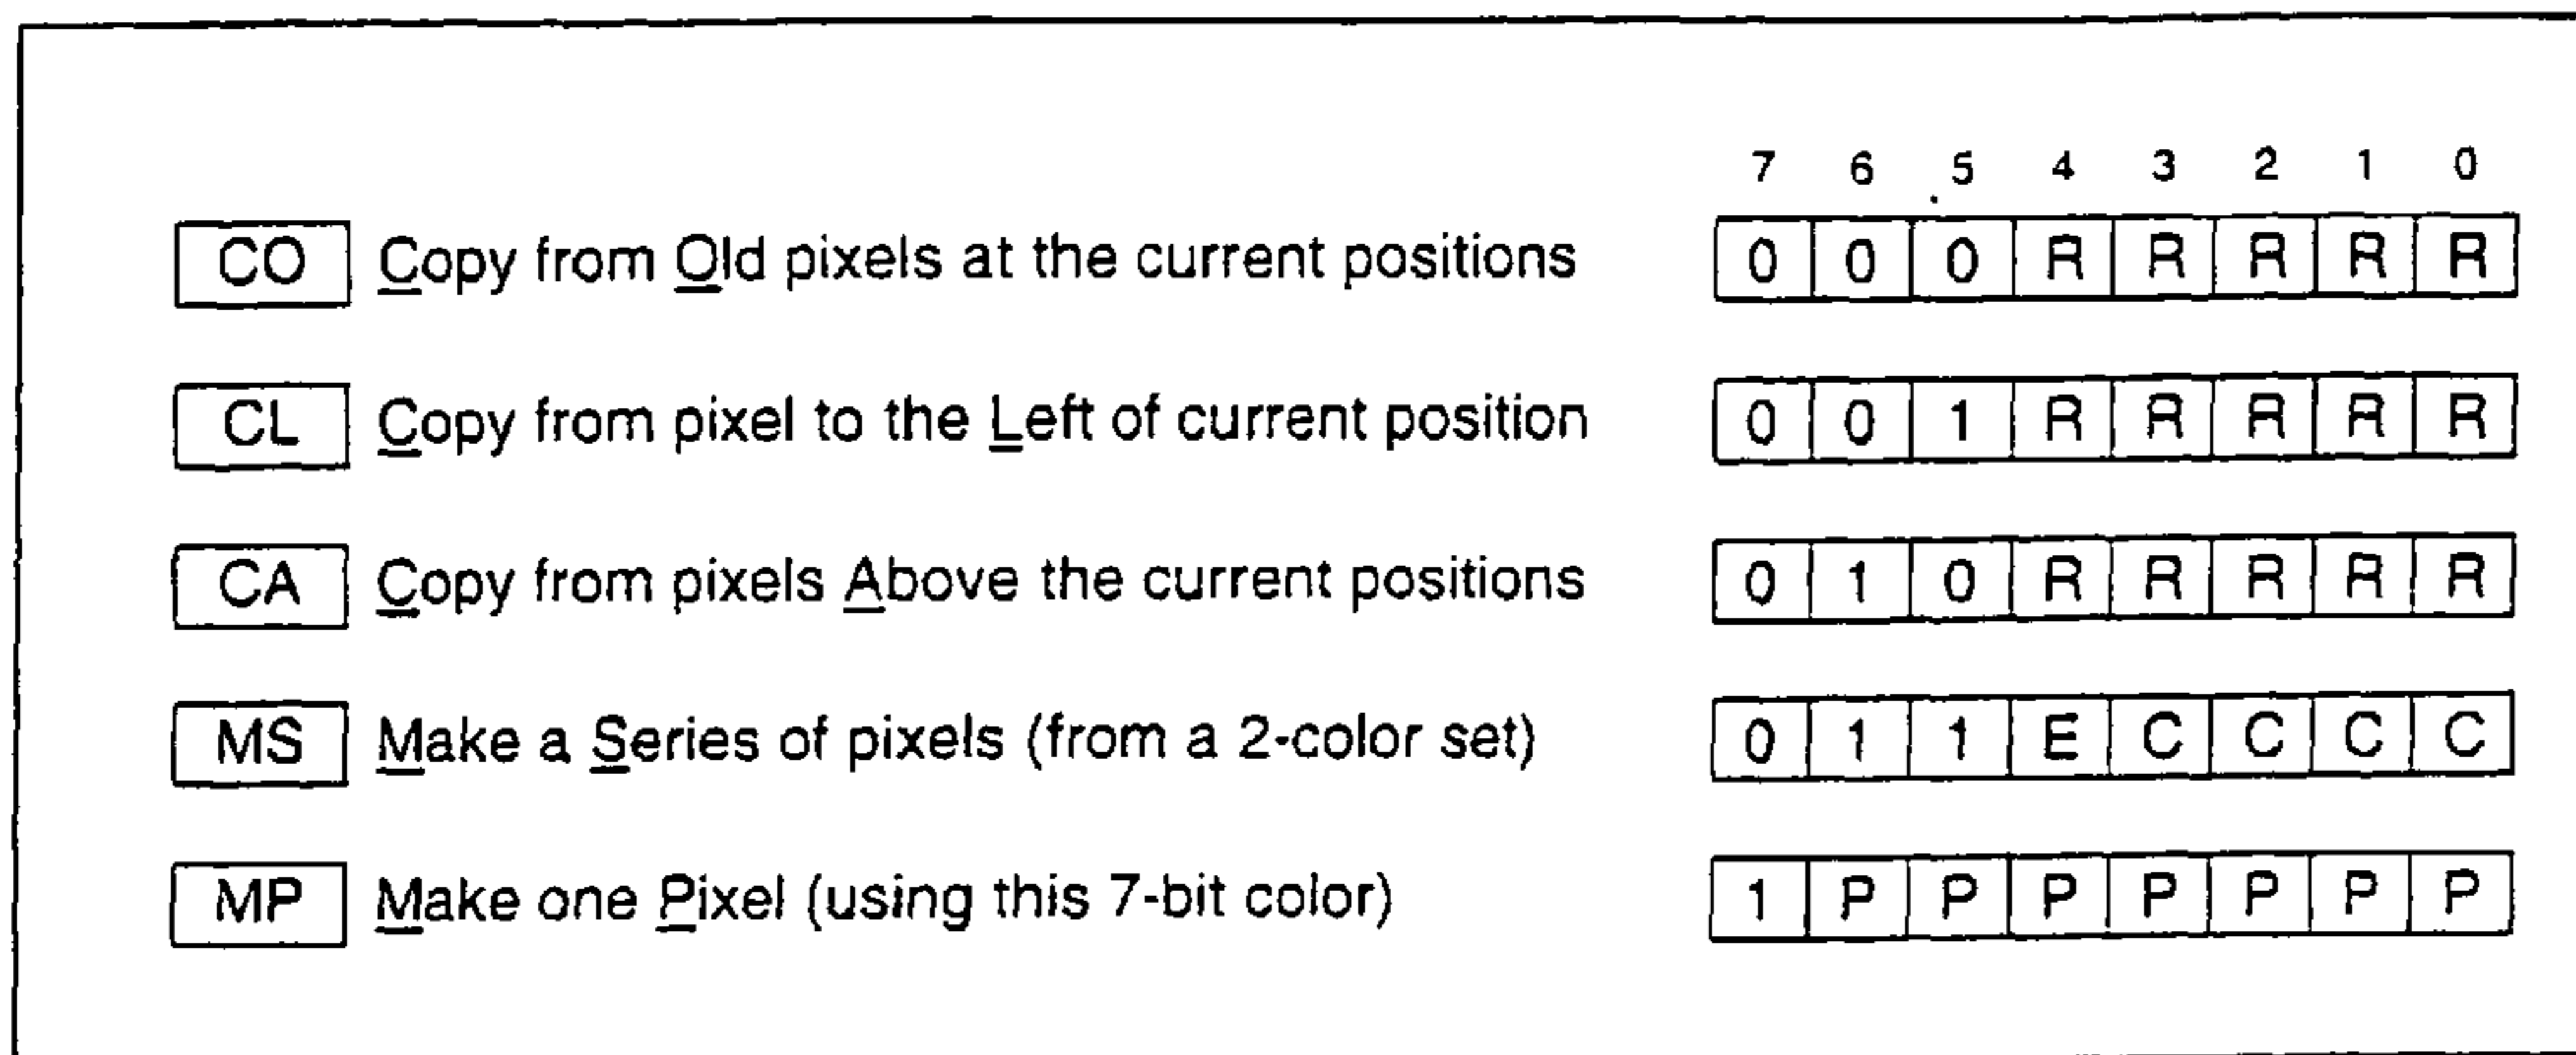 7 6 5 4 3 2 1 0
CO Copy from Old pixels at the current positions 0 0 0 R R R R R
CL Copy from pixel to the Left of current position 0 0 1 R R R R R
CA Copy from pixels Above the current positions 0 1 0 R R R R R
MS Make a Series of pixels (from a 2-color set) 0 1 1 E C C C C
MP Make one Pixel (using this 7-bit color) 1 P P P P P P P